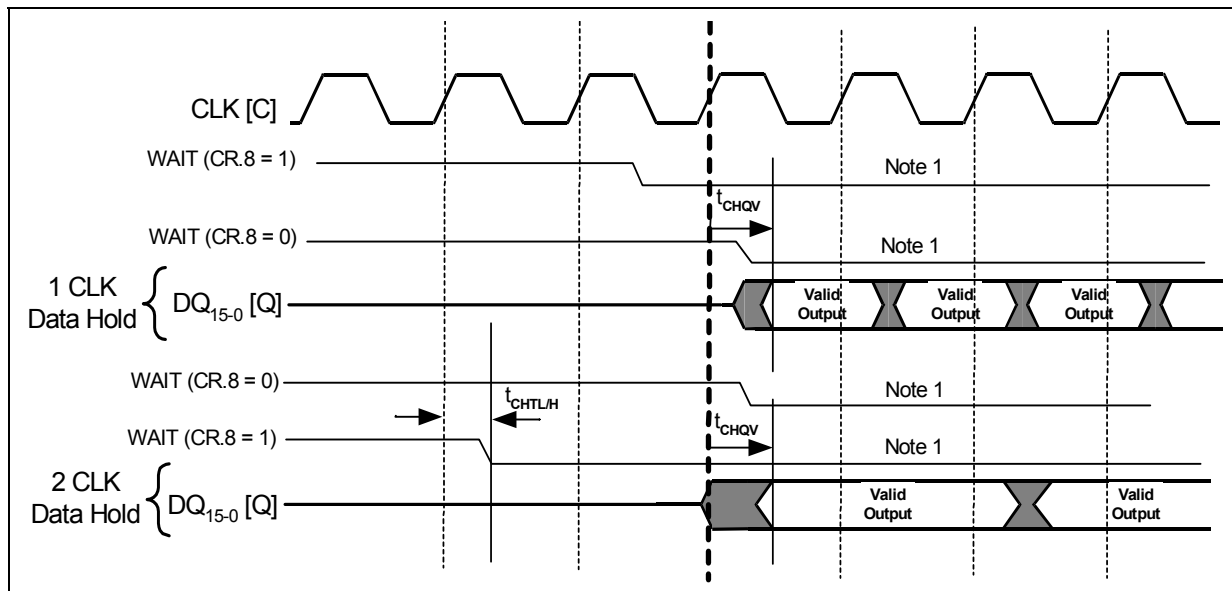 CLK [C]
WAIT (CR.8 = 1)
Note 1
tCHQV
WAIT (CR.8 = 0)
Note 1
1 CLK
Data Hold
DQ15-0 [Q]
Valid
Output
Valid
Output
Valid
Output
WAIT (CR.8 = 0)
Note 1
tCHTL/H
tCHQV
WAIT (CR.8 = 1)
Note 1
2 CLK
Data Hold
DQ15-0 [Q]
Valid
Output
Valid
Output